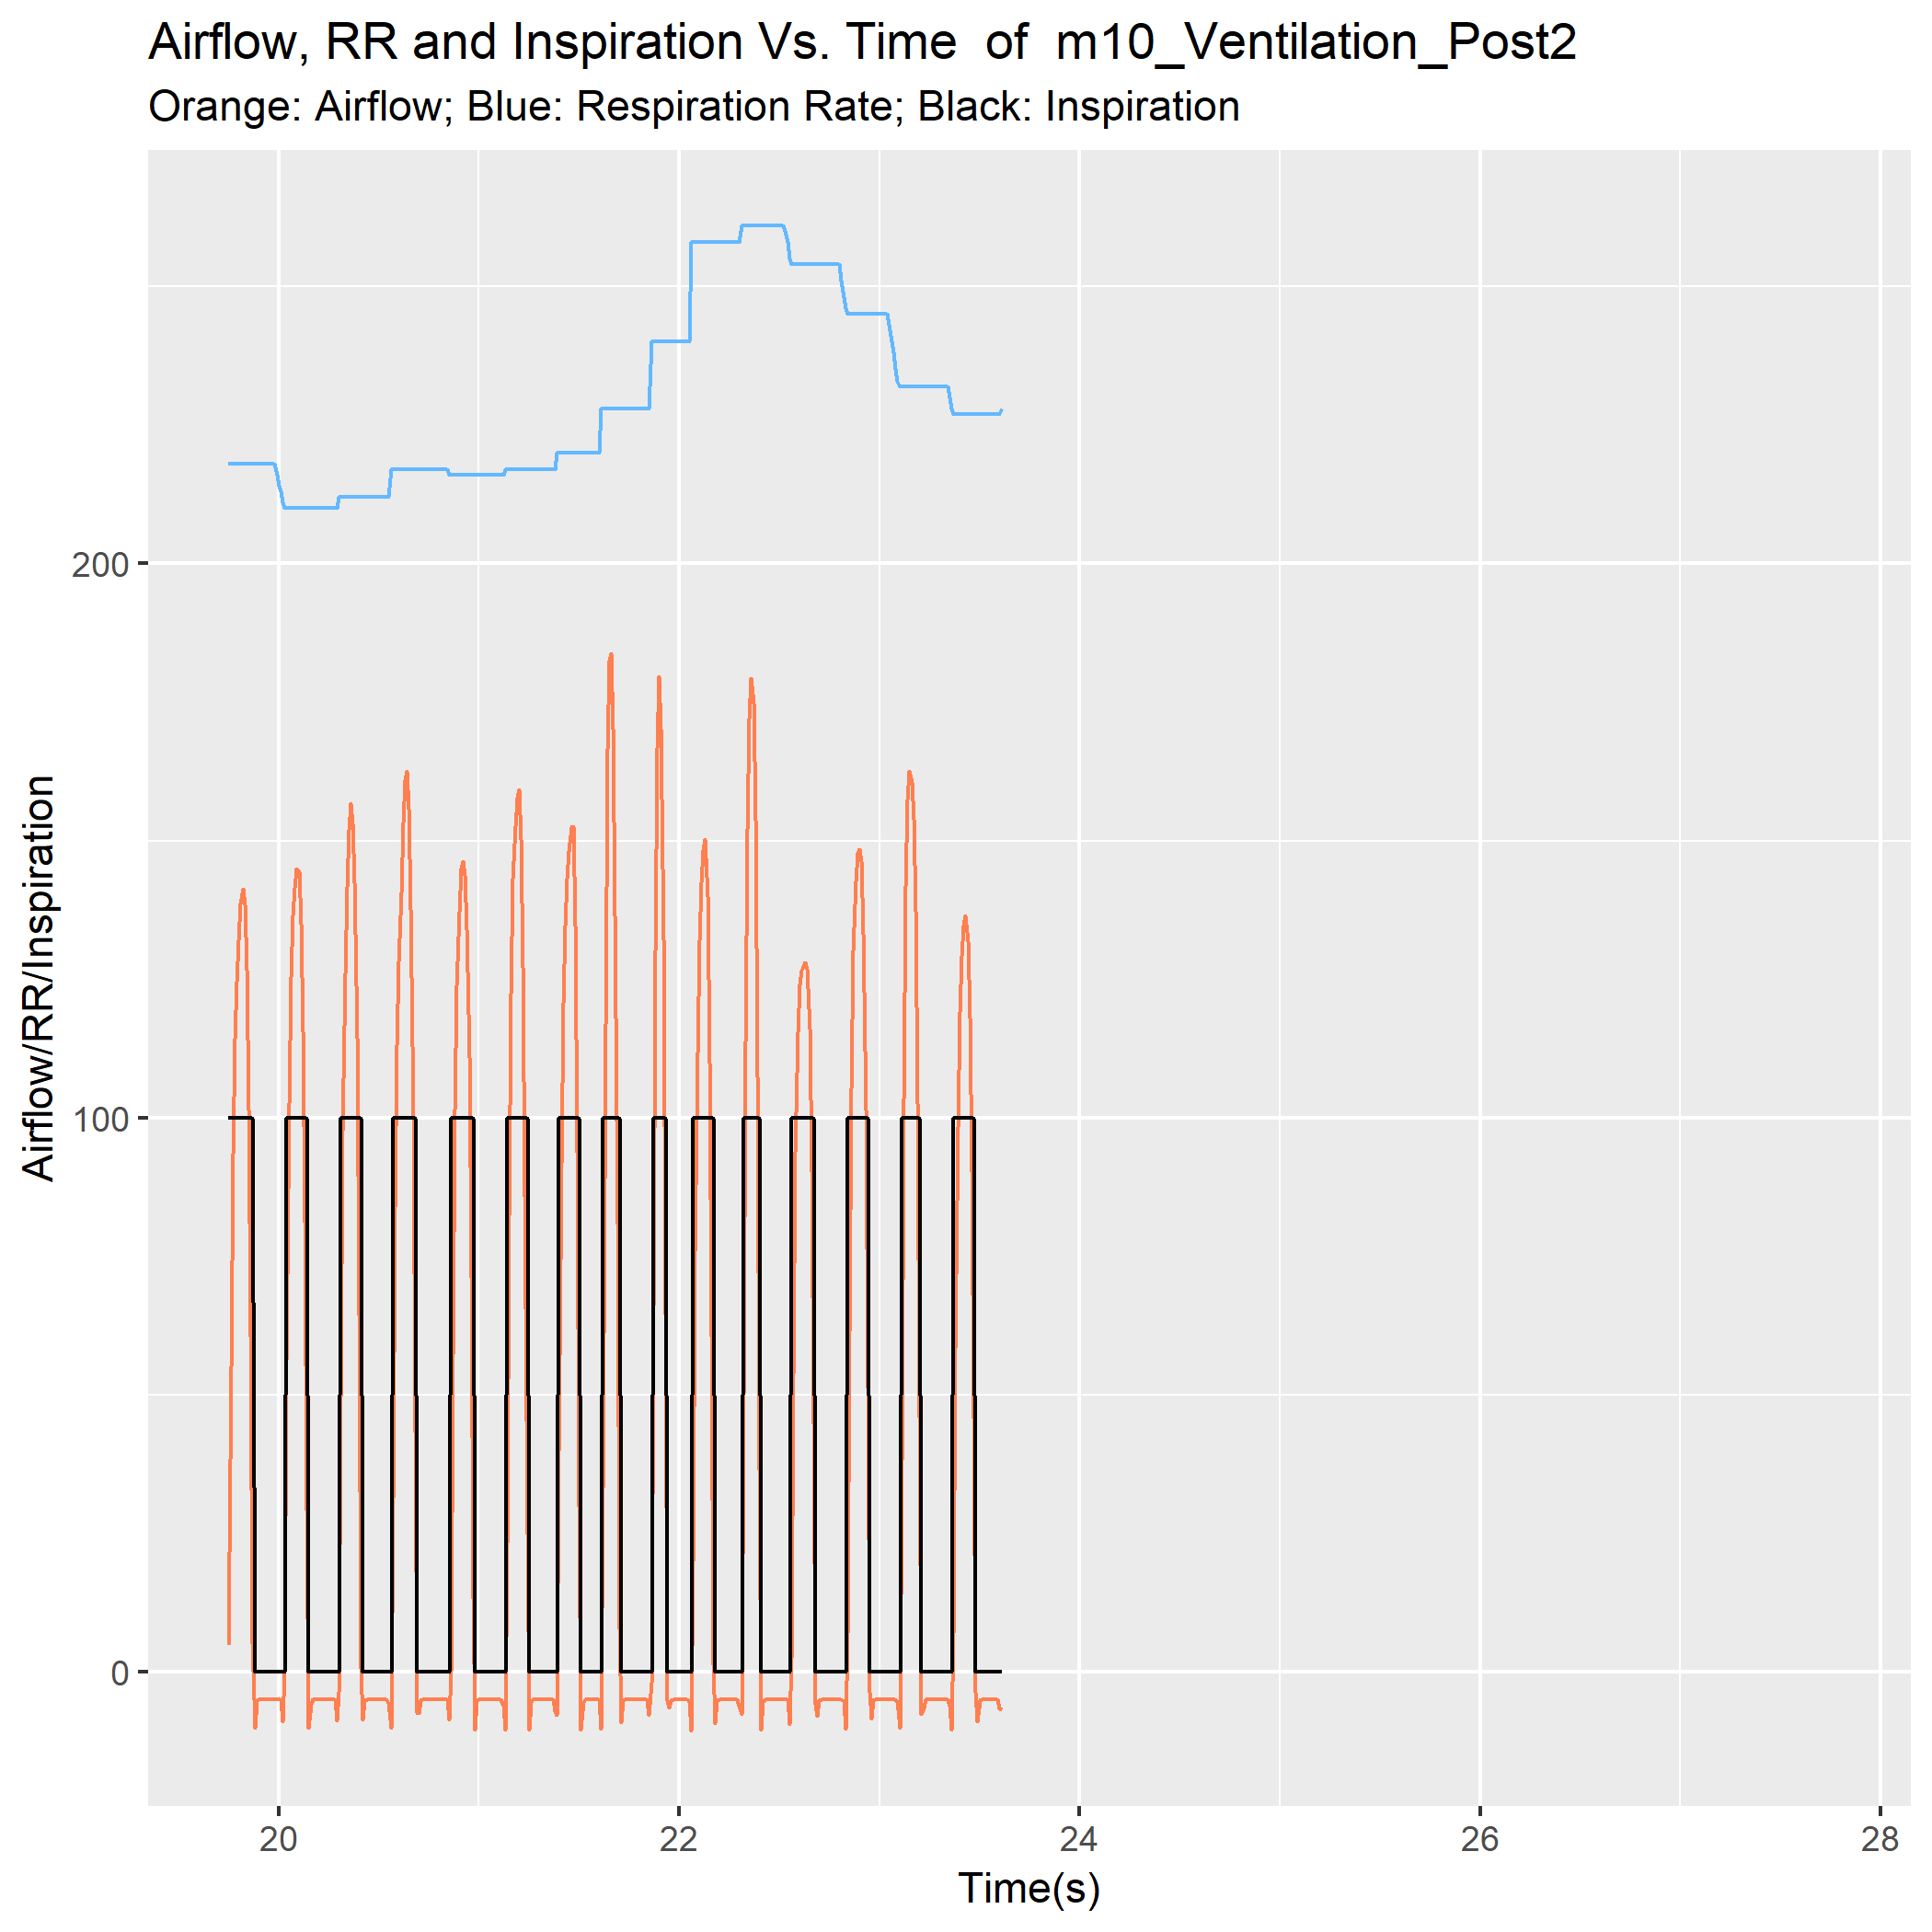 Airflow, RR and Inspiration Vs. Time  of  m10_Ventilation_Post2
Orange: Airflow; Blue: Respiration Rate; Black: Inspiration
Airflow/RR/Inspiration
200
100
0
20 22 24 26 28
Time(s)